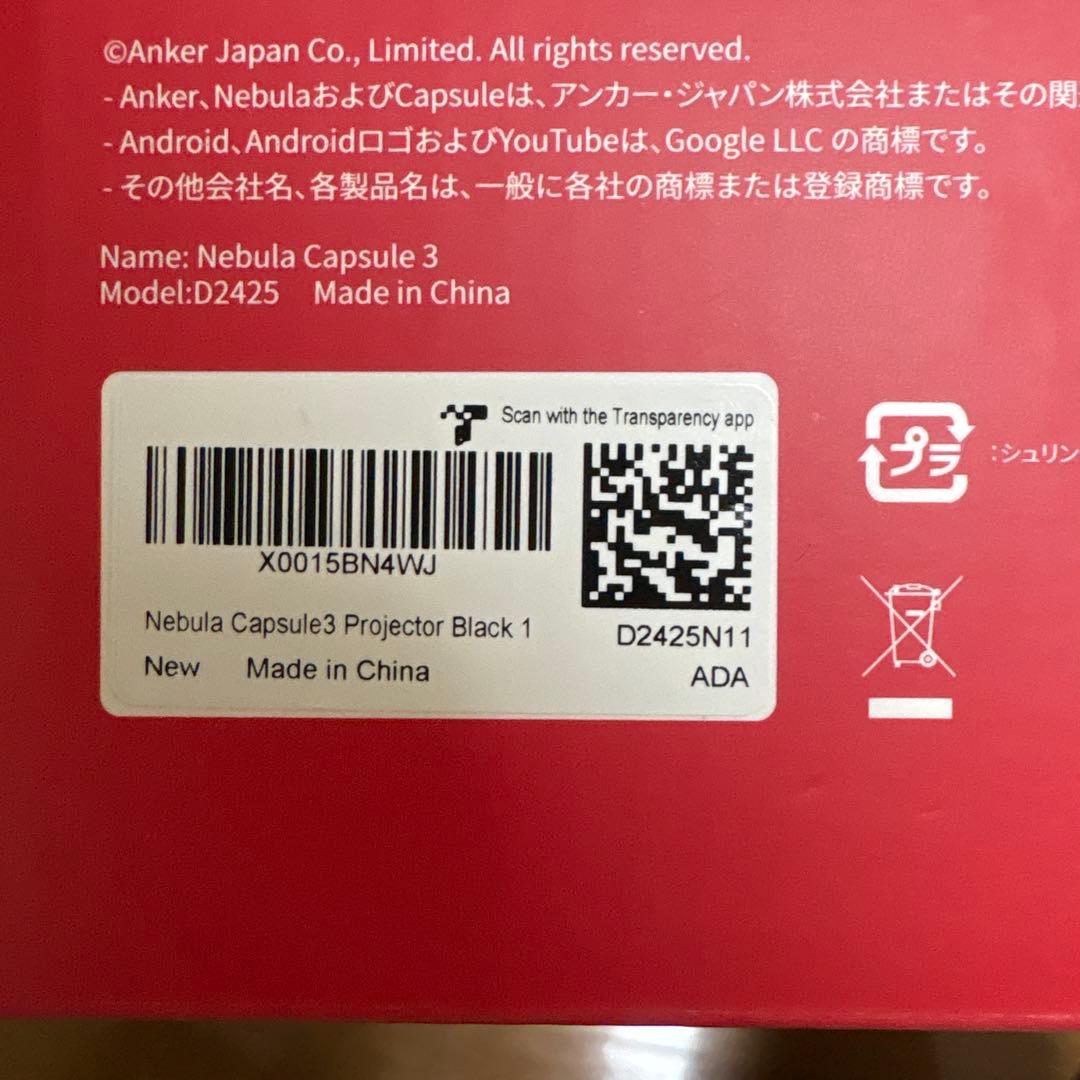 ©Anker Japan Co., Limited. All rights reserved.
- Anker、NebulaおよびCapsuleは、アンカー・ジャパン株式会社またはその関
- Android、AndroidロゴおよびYouTubeは、Google LLC の商標です。
- その他会社名、各製品名は、一般に各社の商標または登録商標です。
Name: Nebula Capsule 3
Model:D2425 Made in China
Scan with the Transparency app
X0015BN4WJ
Nebula Capsule3 Projector Black 1
New Made in China
D2425N11
ADA
プラ
:シュリン